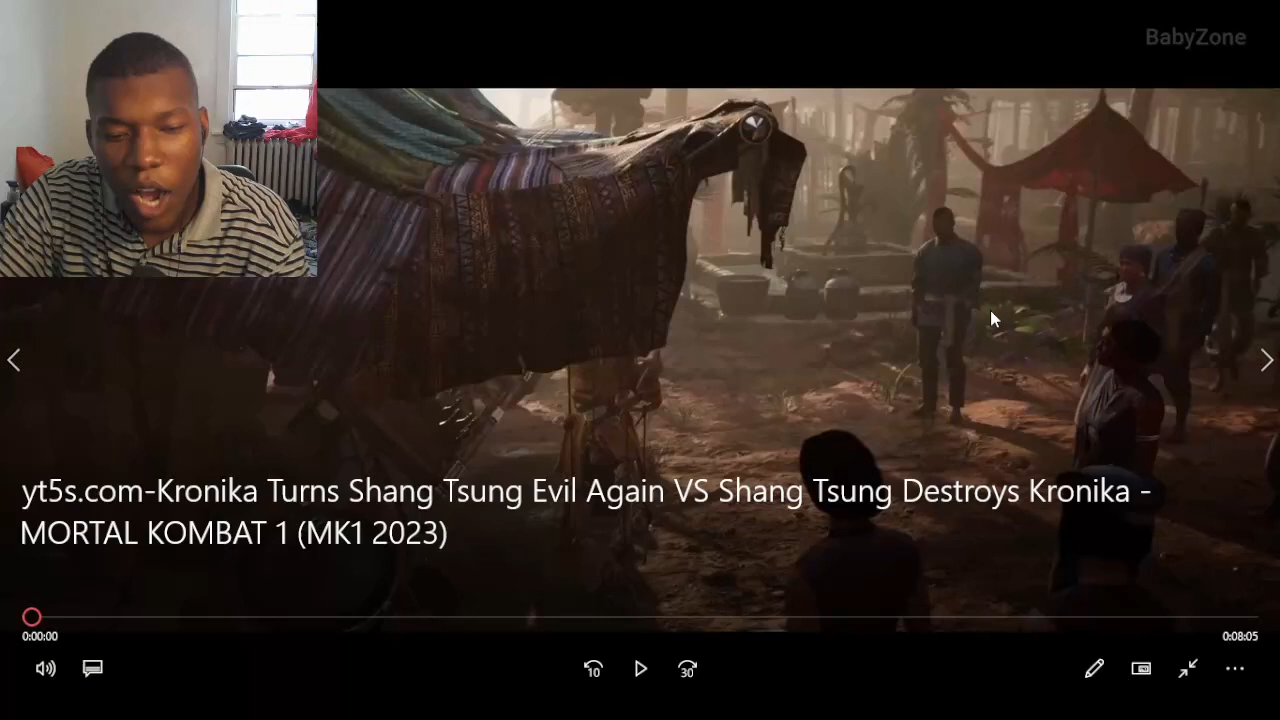 BabyZone
yt5s.com-Kronika Turns Shang Tsung Evil Again VS Shang Tsung Destroys Kronika -
MORTAL KOMBAT 1 (MK1 2023)
0:00:00
0:08:05
10
30